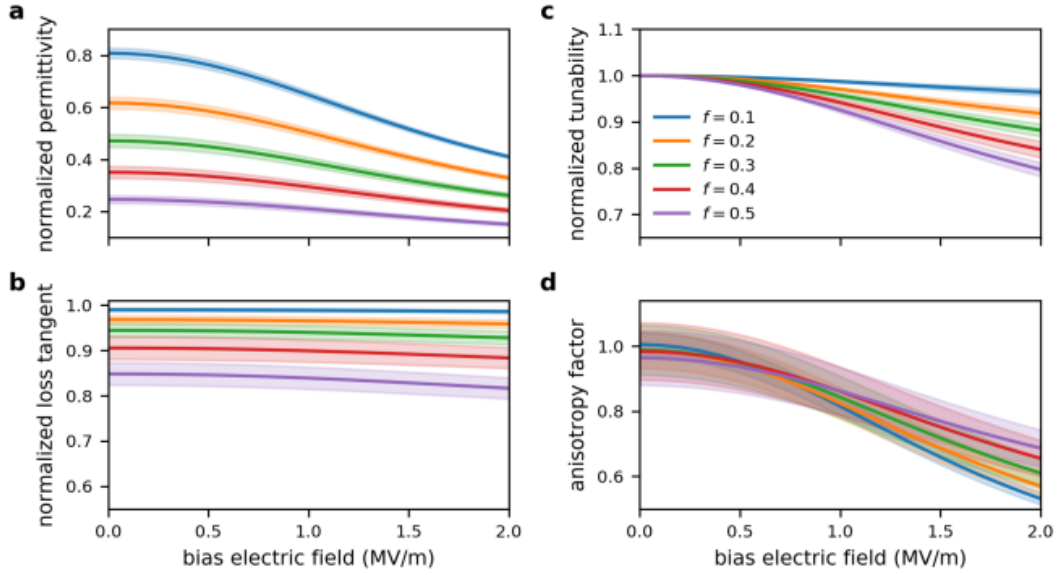 a
normalized permittivity
0.8
0.6
0.4
0.2
b
normalized loss tangent
1.0
0.9
0.8
0.7
0.6
0.0 0.5 1.0 1.5 2.0
bias electric field (MV/m)
c
normalized tunability
1.1
1.0
0.9
0.8
0.7
f = 0.1
f = 0.2
f = 0.3
f = 0.4
f = 0.5
d
anisotropy factor
1.0
0.8
0.6
0.0 0.5 1.0 1.5 2.0
bias electric field (MV/m)